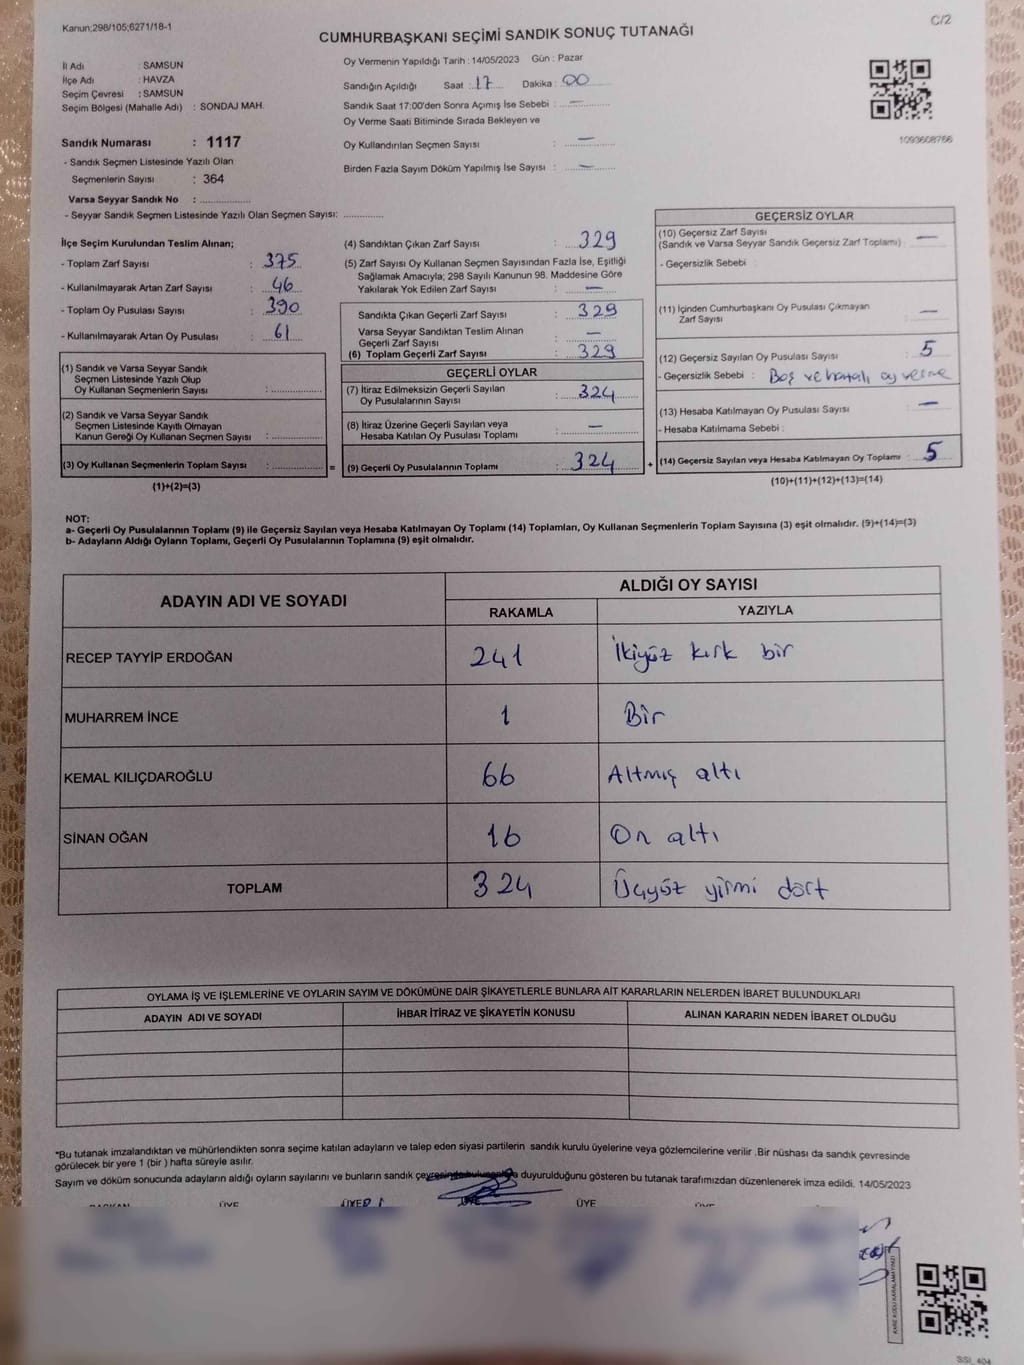 Kanun;298/105;6271/18-1
C/2
CUMHURBAŞKANI SEÇİMİ SANDIK SONUÇ TUTANAĞI
İl Adı : SAMSUN
İlçe Adı : HAVZA
Seçim Çevresi : SAMSUN
Seçim Bölgesi (Mahalle Adı) : SONDAJ MAH.
Sandık Numarası : 1117
- Sandık Seçmen Listesinde Yazılı Olan
Seçmenlerin Sayısı : 364
Varsa Seyyar Sandık No : ...............
- Seyyar Sandık Seçmen Listesinde Yazılı Olan Seçmen Sayısı: ............
Oy Vermenin Yapıldığı Tarih : 14/05/2023 Gün : Pazar
Sandığın Açıldığı Saat : 17 Dakika : 00
Sandık Saat 17:00'den Sonra Açımış İse Sebebi : —
Oy Verme Saati Bitiminde Sırada Bekleyen ve
Oy Kullandırılan Seçmen Sayısı : —
Birden Fazla Sayım Döküm Yapılmış İse Sayısı : —
1093608766
İlçe Seçim Kurulundan Teslim Alınan;
- Toplam Zarf Sayısı : 375
- Kullanılmayarak Artan Zarf Sayısı : 46
- Toplam Oy Pusulası Sayısı : 390
- Kullanılmayarak Artan Oy Pusulası : 61
(1) Sandık ve Varsa Seyyar Sandık
Seçmen Listesinde Yazılı Olup
Oy Kullanan Seçmenlerin Sayısı : ............
(2) Sandık ve Varsa Seyyar Sandık
Seçmen Listesinde Kayıtlı Olmayan
Kanun Gereği Oy Kullanan Seçmen Sayısı : ............
(3) Oy Kullanan Seçmenlerin Toplam Sayısı : ............ =
(1)+(2)=(3)
(4) Sandıktan Çıkan Zarf Sayısı : 329
(5) Zarf Sayısı Oy Kullanan Seçmen Sayısından Fazla İse, Eşitliği
Sağlamak Amacıyla; 298 Sayılı Kanunun 98. Maddesine Göre
Yakılarak Yok Edilen Zarf Sayısı : —
Sandıkta Çıkan Geçerli Zarf Sayısı : 329
Varsa Seyyar Sandıktan Teslim Alınan
Geçerli Zarf Sayısı : —
(6) Toplam Geçerli Zarf Sayısı : 329
GEÇERLİ OYLAR
(7) İtiraz Edilmeksizin Geçerli Sayılan
Oy Pusulalarının Sayısı : 324
(8) İtiraz Üzerine Geçerli Sayılan veya
Hesaba Katılan Oy Pusulası Toplamı : —
(9) Geçerli Oy Pusulalarının Toplamı : 324 +
GEÇERSİZ OYLAR
(10) Geçersiz Zarf Sayısı
(Sandık ve Varsa Seyyar Sandık Geçersiz Zarf Toplamı) : —
- Geçersizlik Sebebi :
(11) İçinden Cumhurbaşkanı Oy Pusulası Çıkmayan
Zarf Sayısı : —
(12) Geçersiz Sayılan Oy Pusulası Sayısı : 5
- Geçersizlik Sebebi : Boş ve hatalı oy verme
(13) Hesaba Katılmayan Oy Pusulası Sayısı : —
- Hesaba Katılmama Sebebi :
(14) Geçersiz Sayılan veya Hesaba Katılmayan Oy Toplamı : 5
(10)+(11)+(12)+(13)=(14)
NOT:
a- Geçerli Oy Pusulalarının Toplamı (9) ile Geçersiz Sayılan veya Hesaba Katılmayan Oy Toplamı (14) Toplamları, Oy Kullanan Seçmenlerin Toplam Sayısına (3) eşit olmalıdır. (9)+(14)=(3)
b- Adayların Aldığı Oyların Toplamı, Geçerli Oy Pusulalarının Toplamına (9) eşit olmalıdır.
ADAYIN ADI VE SOYADI
ALDIĞI OY SAYISI
RAKAMLA YAZIYLA
RECEP TAYYİP ERDOĞAN 241 İkiyüz kırk bir
MUHARREM İNCE 1 Bir
KEMAL KILIÇDAROĞLU 66 Altmış altı
SİNAN OĞAN 16 On altı
TOPLAM 324 Üçyüz yirmi dört
OYLAMA İŞ VE İŞLEMLERİNE VE OYLARIN SAYIM VE DÖKÜMÜNE DAİR ŞİKAYETLERLE BUNLARA AİT KARARLARIN NELERDEN İBARET BULUNDUKLARI
ADAYIN ADI VE SOYADI İHBAR İTİRAZ VE ŞİKAYETİN KONUSU ALINAN KARARIN NEDEN İBARET OLDUĞU
*Bu tutanak imzalandıktan ve mühürlendikten sonra seçime katılan adayların ve talep eden siyasi partilerin sandık kurulu üyelerine veya gözlemcilerine verilir .Bir nüshası da sandık çevresinde
görülecek bir yere 1 (bir ) hafta süreyle asılır.
Sayım ve döküm sonucunda adayların aldığı oyların sayılarını ve bunların sandık duyurulduğunu gösteren bu tutanak tarafımızdan düzenlenerek imza edildi. 14/05/2023
BAŞKAN ÜYE ÜYE ÜYE ÜYE ÜYE
KARE KODU KARALAMAYINIZ!
SSI_404